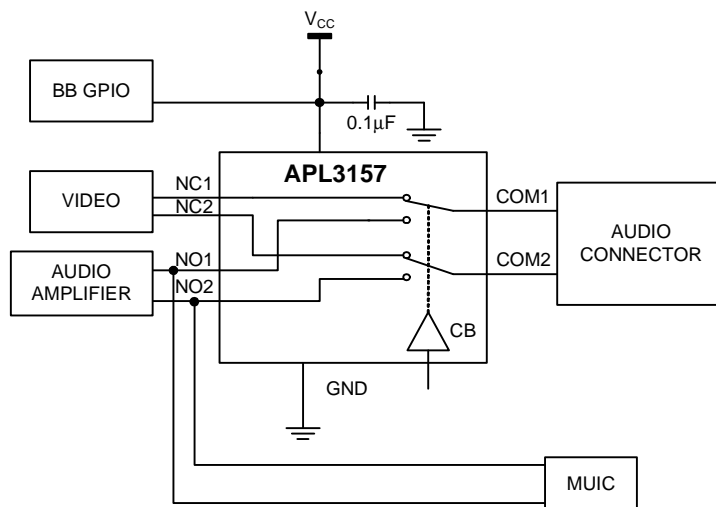 VCC
BB GPIO
0.1μF
APL3157
VIDEO
NC1
NC2
COM1
AUDIO
CONNECTOR
AUDIO
AMPLIFIER
NO1
NO2
COM2
CB
GND
MUIC